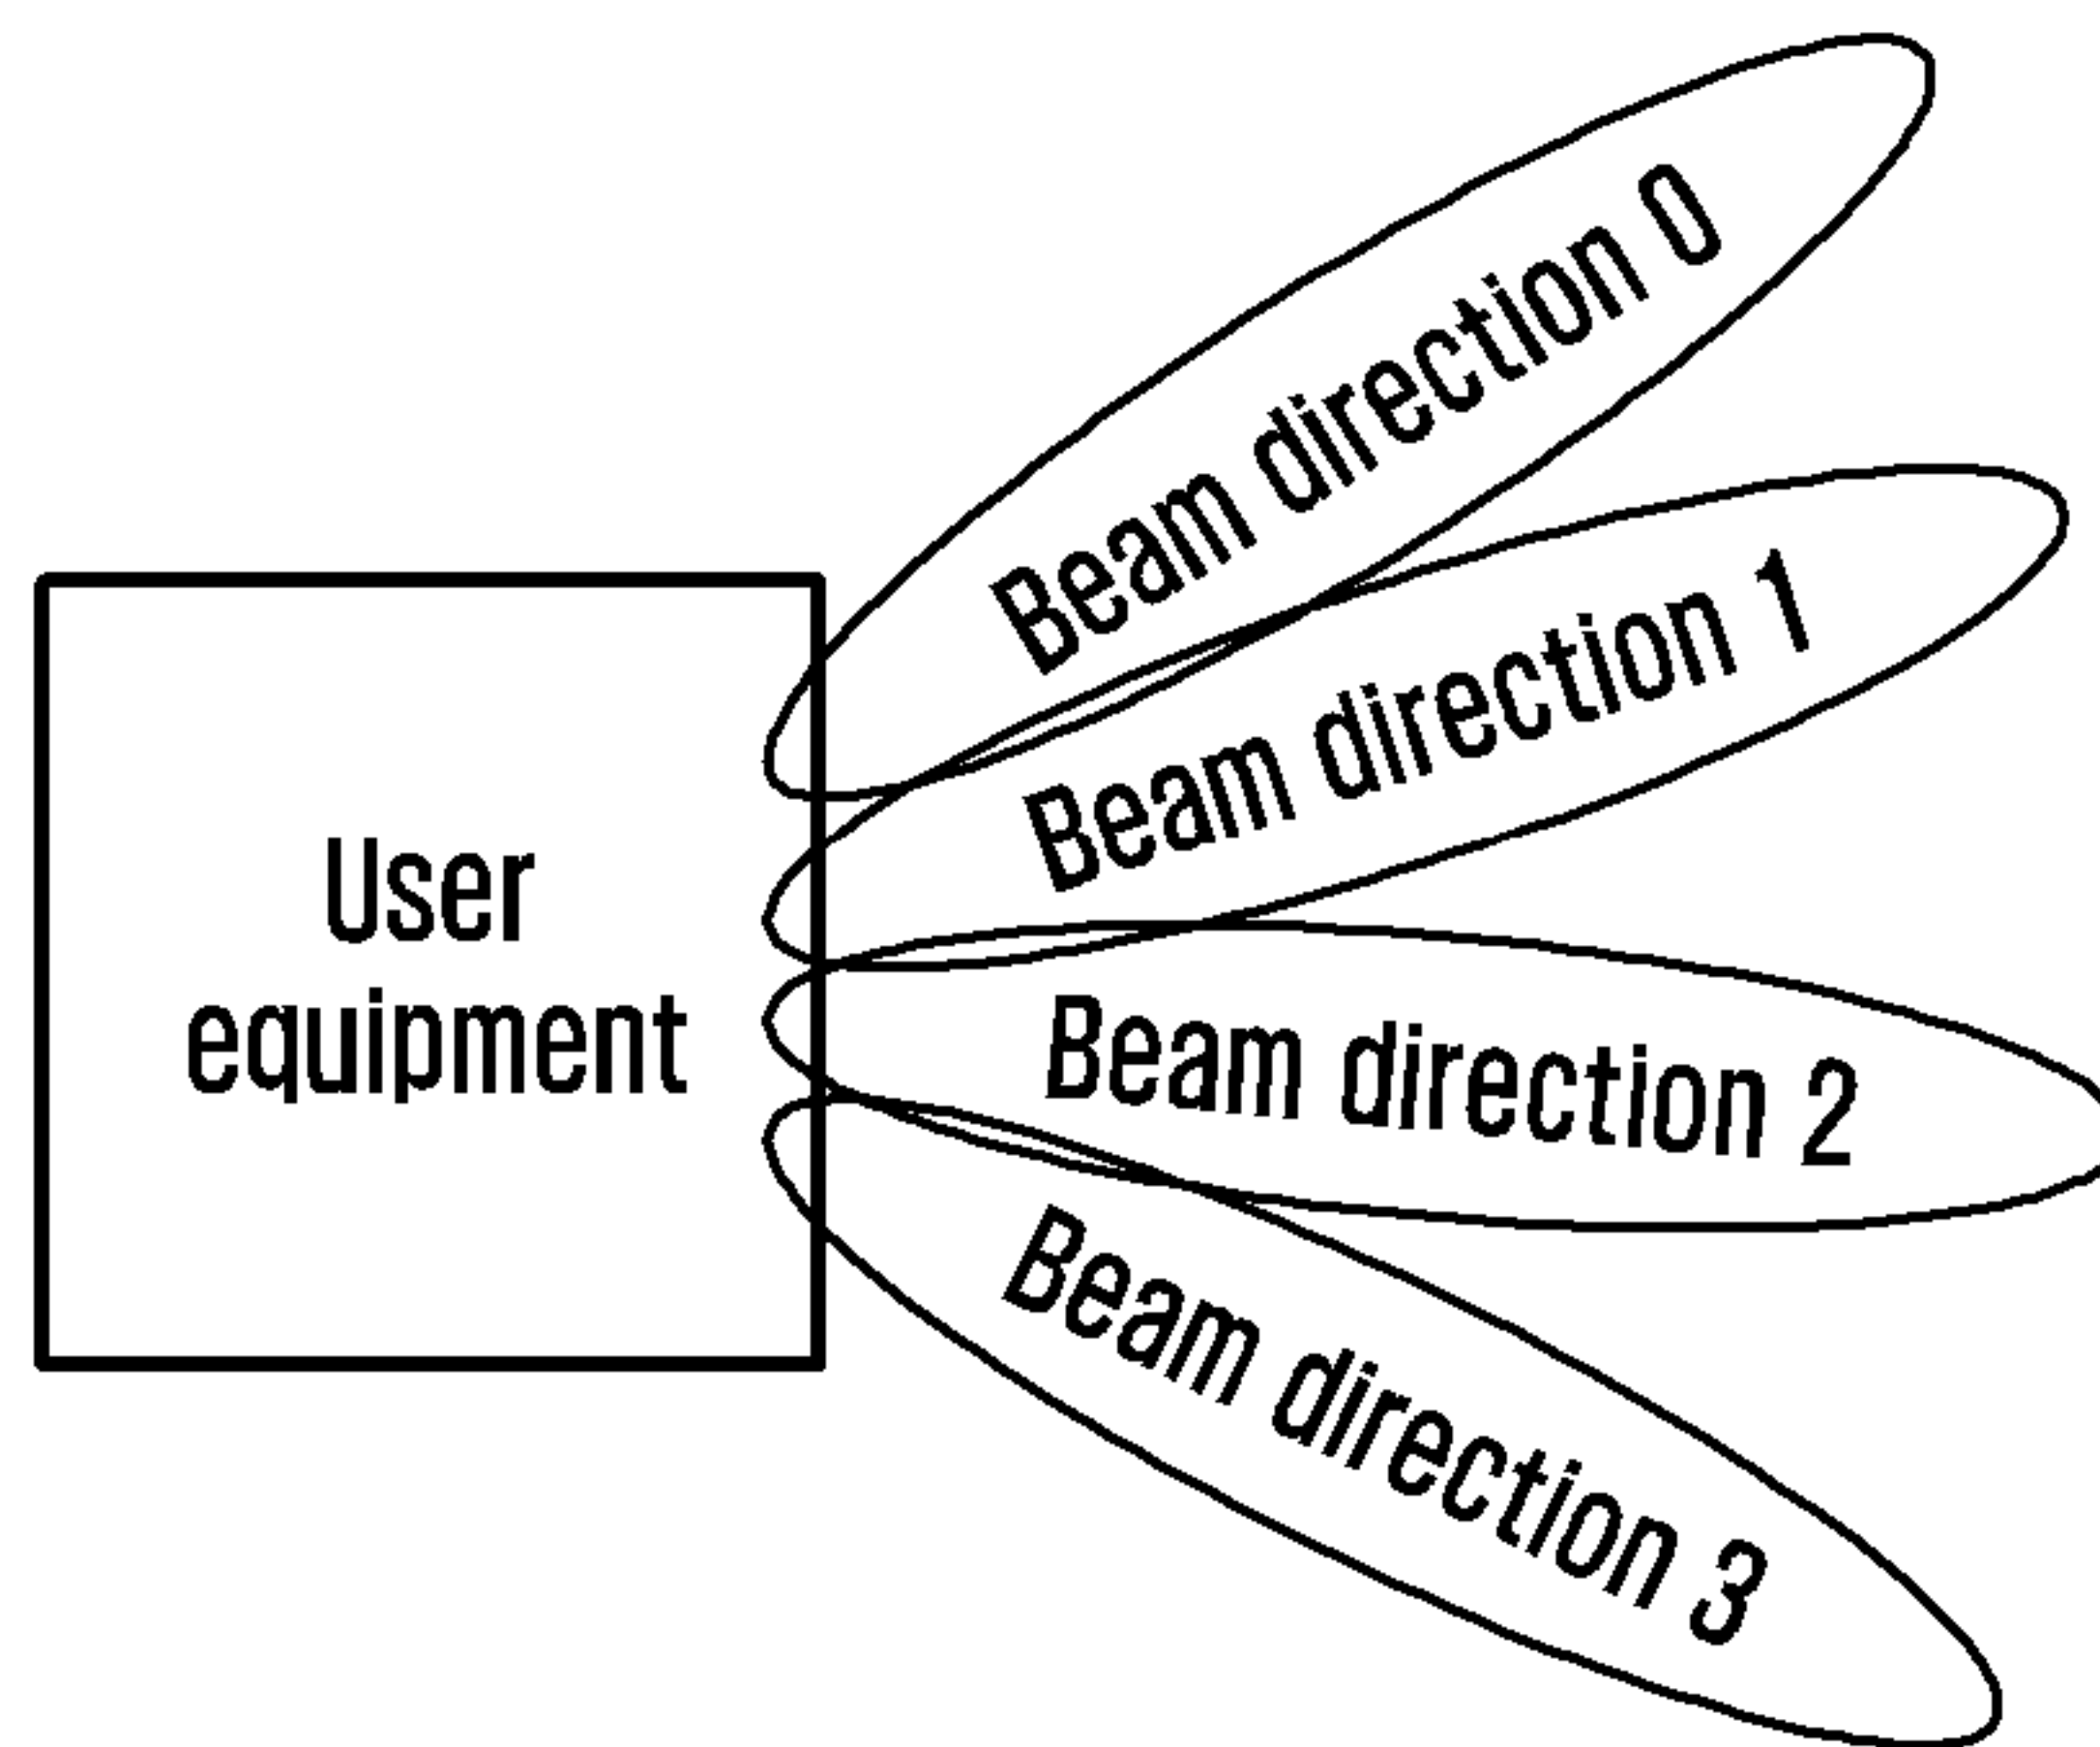 User
equipment
Beam direction 0
Beam direction 1
Beam direction 2
Beam direction 3